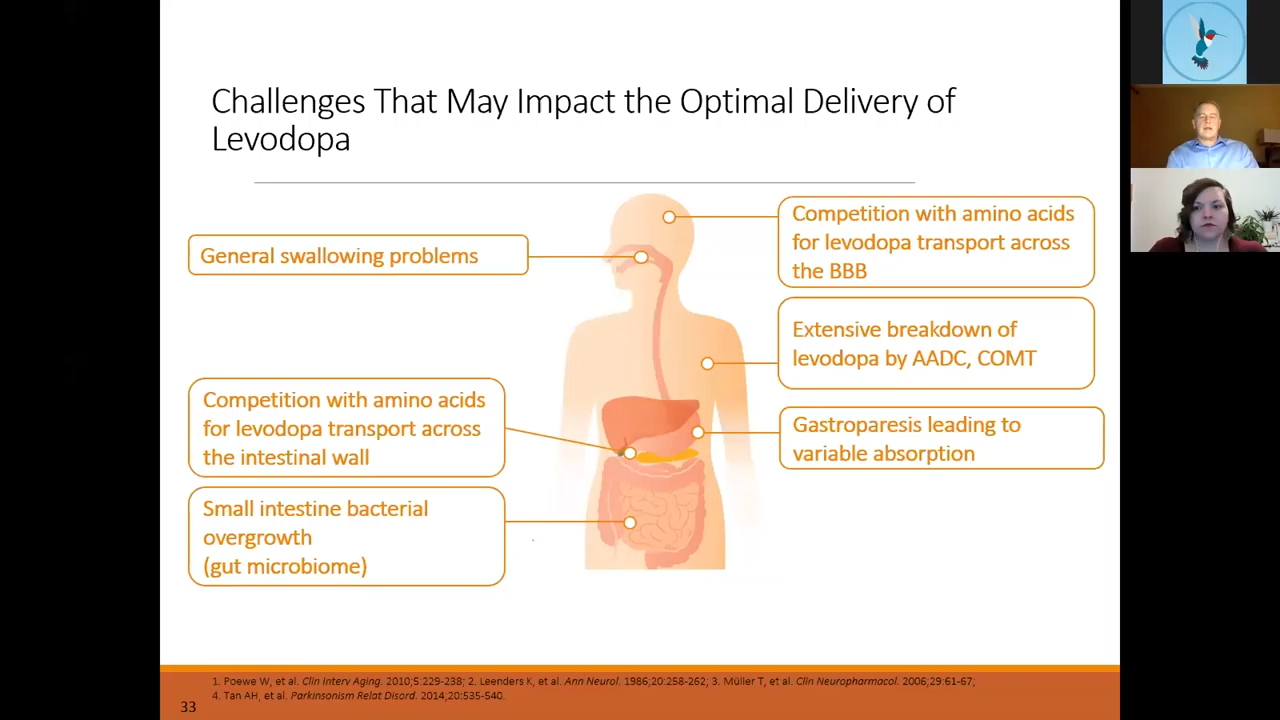 Challenges That May Impact the Optimal Delivery of
Levodopa
General swallowing problems
Competition with amino acids
for levodopa transport across
the intestinal wall
Small intestine bacterial
overgrowth
(gut microbiome)
Competition with amino acids
for levodopa transport across
the BBB
Extensive breakdown of
levodopa by AADC, COMT
Gastroparesis leading to
variable absorption
1. Poewe W, et al. Clin Interv Aging. 2010;5:229-238; 2. Leenders K, et al. Ann Neurol. 1986;20:258-262; 3. Müller T, et al. Clin Neuropharmacol. 2006;29:61-67;
4. Tan AH, et al. Parkinsonism Relat Disord. 2014;20:535-540.
33